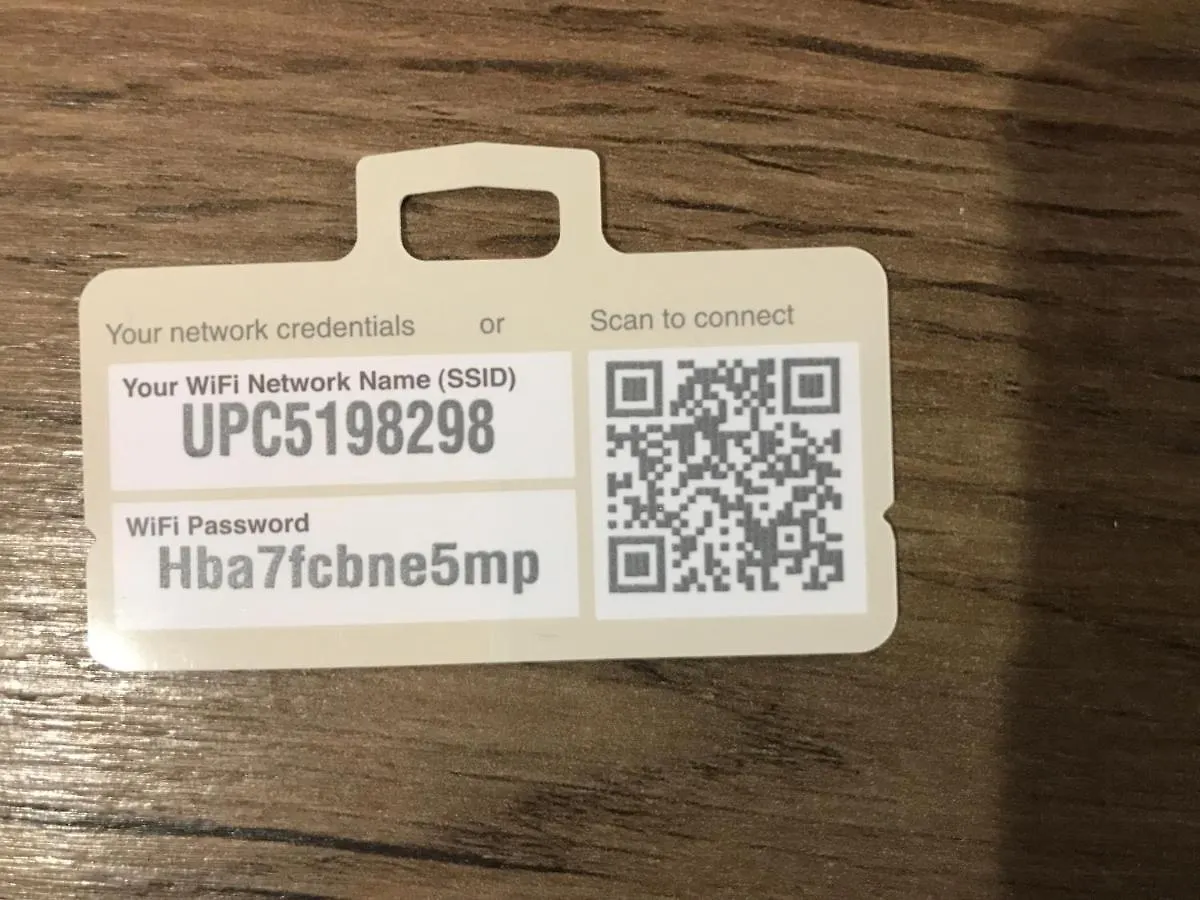 Your network credentials or Scan to connect
Your WiFi Network Name (SSID)
UPC5198298
WiFi Password
Hba7fcbne5mp